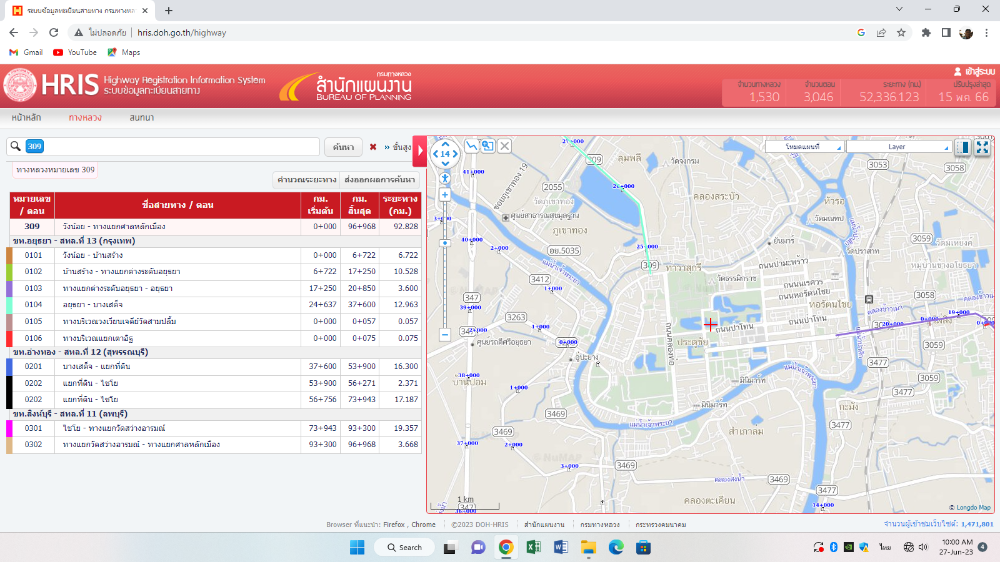 ระบบข้อมูลทะเบียนสายทาง กรมทางหล
ไม่ปลอดภัย hris.doh.go.th/highway
Gmail YouTube Maps
HRIS Highway Registration Information System
ระบบข้อมูลทะเบียนสายทาง
กรมทางหลวง
สำนักแผนงาน
BUREAU OF PLANNING
เข้าสู่ระบบ
จำนวนทางหลวง จำนวนตอน ระยะทาง (กม.) ปรับปรุงล่าสุด
1,530 3,046 52,336.123 15 พ.ค. 66
หน้าหลัก ทางหลวง สนทนา
309 ค้นหา ขั้นสูง
ทางหลวงหมายเลข 309
คำนวณระยะทาง ส่งออกผลการค้นหา
หมายเลข / ตอน ชื่อสายทาง / ตอน กม. เริ่มต้น กม. สิ้นสุด ระยะทาง (กม.)
309 วังน้อย - ทางแยกศาลหลักเมือง 0+000 96+968 92.828
ขท.อยุธยา - สทล.ที่ 13 (กรุงเทพ)
0101 วังน้อย - บ้านสร้าง 0+000 6+722 6.722
0102 บ้านสร้าง - ทางแยกต่างระดับอยุธยา 6+722 17+250 10.528
0103 ทางแยกต่างระดับอยุธยา - อยุธยา 17+250 20+850 3.600
0104 อยุธยา - บางเสด็จ 24+637 37+600 12.963
0105 ทางบริเวณวงเวียนเจดีย์วัดสามปลื้ม 0+000 0+057 0.057
0106 ทางบริเวณแยกเตาอิฐ 0+000 0+075 0.075
ขท.อ่างทอง - สทล.ที่ 12 (สุพรรณบุรี)
0201 บางเสด็จ - แยกที่ดิน 37+600 53+900 16.300
0202 แยกที่ดิน - ไชโย 53+900 56+271 2.371
0202 แยกที่ดิน - ไชโย 56+756 73+943 17.187
ขท.สิงห์บุรี - สทล.ที่ 11 (ลพบุรี)
0301 ไชโย - ทางแยกวัดสว่างอารมณ์ 73+943 93+300 19.357
0302 ทางแยกวัดสว่างอารมณ์ - ทางแยกศาลหลักเมือง 93+300 96+968 3.668
14
โหมดแผนที่ Layer
27+000
309 ลุมพลี วัดจงกรม 3053 3058
41+000
2055 26+000 คลองสระบัว
ซอยภูเขาทอง 19
วัดภูเขาทอง หัวรอ
ศูนย์สาธารณสุขมูลฐาน วัดมณฑป
ภูเขาทอง
40+000 2+000 อย.5035 25+000 ยันม่าร์ 3059 วัดมเหยงค์
วัดปราสาท
แม่น้ำเจ้าพระยา 309 ท่าวาสุกรี ถนนป่ามะพร้าว หมู่บ้านช้างอโยธยา
3412 วัดธรรมิกราช ถนนนเรศวร
1+000 ถนนหอรัตนไชย 3058
347 หอรัตนไชย
39+000 3263 19+000
1+000 ถนนป่าโทน ถนนป่าโทน 20+000 0+000
2+000
ศูนย์รถดีศรีอยุธยา 0+000 ประตูชัย 3059
อู่ปะยาง ถนนคลองท่อ 3477
38+000 แม่น้ำป่าสัก
บ้านป้อม มินิมาร์ท 3059
1+000 3477
มินิมาร์ท กะมัง
3469 แม่น้ำเจ้าพระยา 3477
3469 สำเภาล่ม
37+000 2+000
3+000 3469
คลองส่งน้ำ 3469 3477
1 km คลองตะเคียน 14+000
347
36+000
© Longdo Map
Browser ที่แนะนำ: Firefox , Chrome ©2023 DOH-HRIS สำนักแผนงาน กรมทางหลวง กระทรวงคมนาคม จำนวนผู้เข้าชมเว็บไซต์: 1,471,801
Search ไทย 10:00 AM
27-Jun-23 4